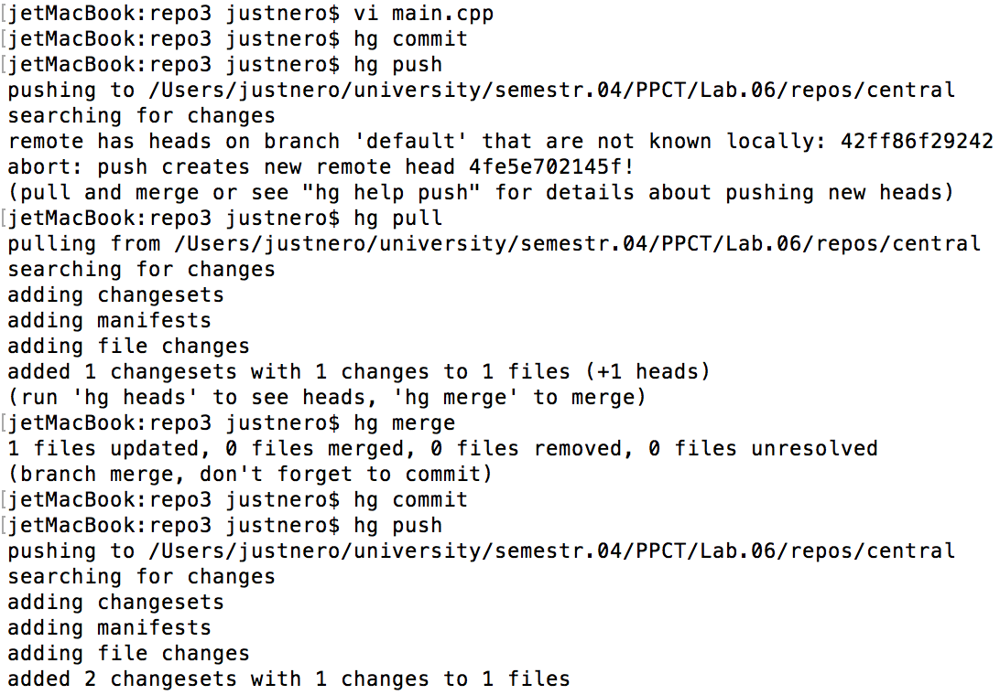 [jetMacBook:repo3 justnero$ vi main.cpp
[jetMacBook:repo3 justnero$ hg commit
[jetMacBook:repo3 justnero$ hg push
pushing to /Users/justnero/university/semestr.04/PPCT/Lab.06/repos/central
searching for changes
remote has heads on branch 'default' that are not known locally: 42ff86f29242
abort: push creates new remote head 4fe5e702145f!
(pull and merge or see "hg help push" for details about pushing new heads)
[jetMacBook:repo3 justnero$ hg pull
pulling from /Users/justnero/university/semestr.04/PPCT/Lab.06/repos/central
searching for changes
adding changesets
adding manifests
adding file changes
added 1 changesets with 1 changes to 1 files (+1 heads)
(run 'hg heads' to see heads, 'hg merge' to merge)
[jetMacBook:repo3 justnero$ hg merge
1 files updated, 0 files merged, 0 files removed, 0 files unresolved
(branch merge, don't forget to commit)
[jetMacBook:repo3 justnero$ hg commit
[jetMacBook:repo3 justnero$ hg push
pushing to /Users/justnero/university/semestr.04/PPCT/Lab.06/repos/central
searching for changes
adding changesets
adding manifests
adding file changes
added 2 changesets with 1 changes to 1 files